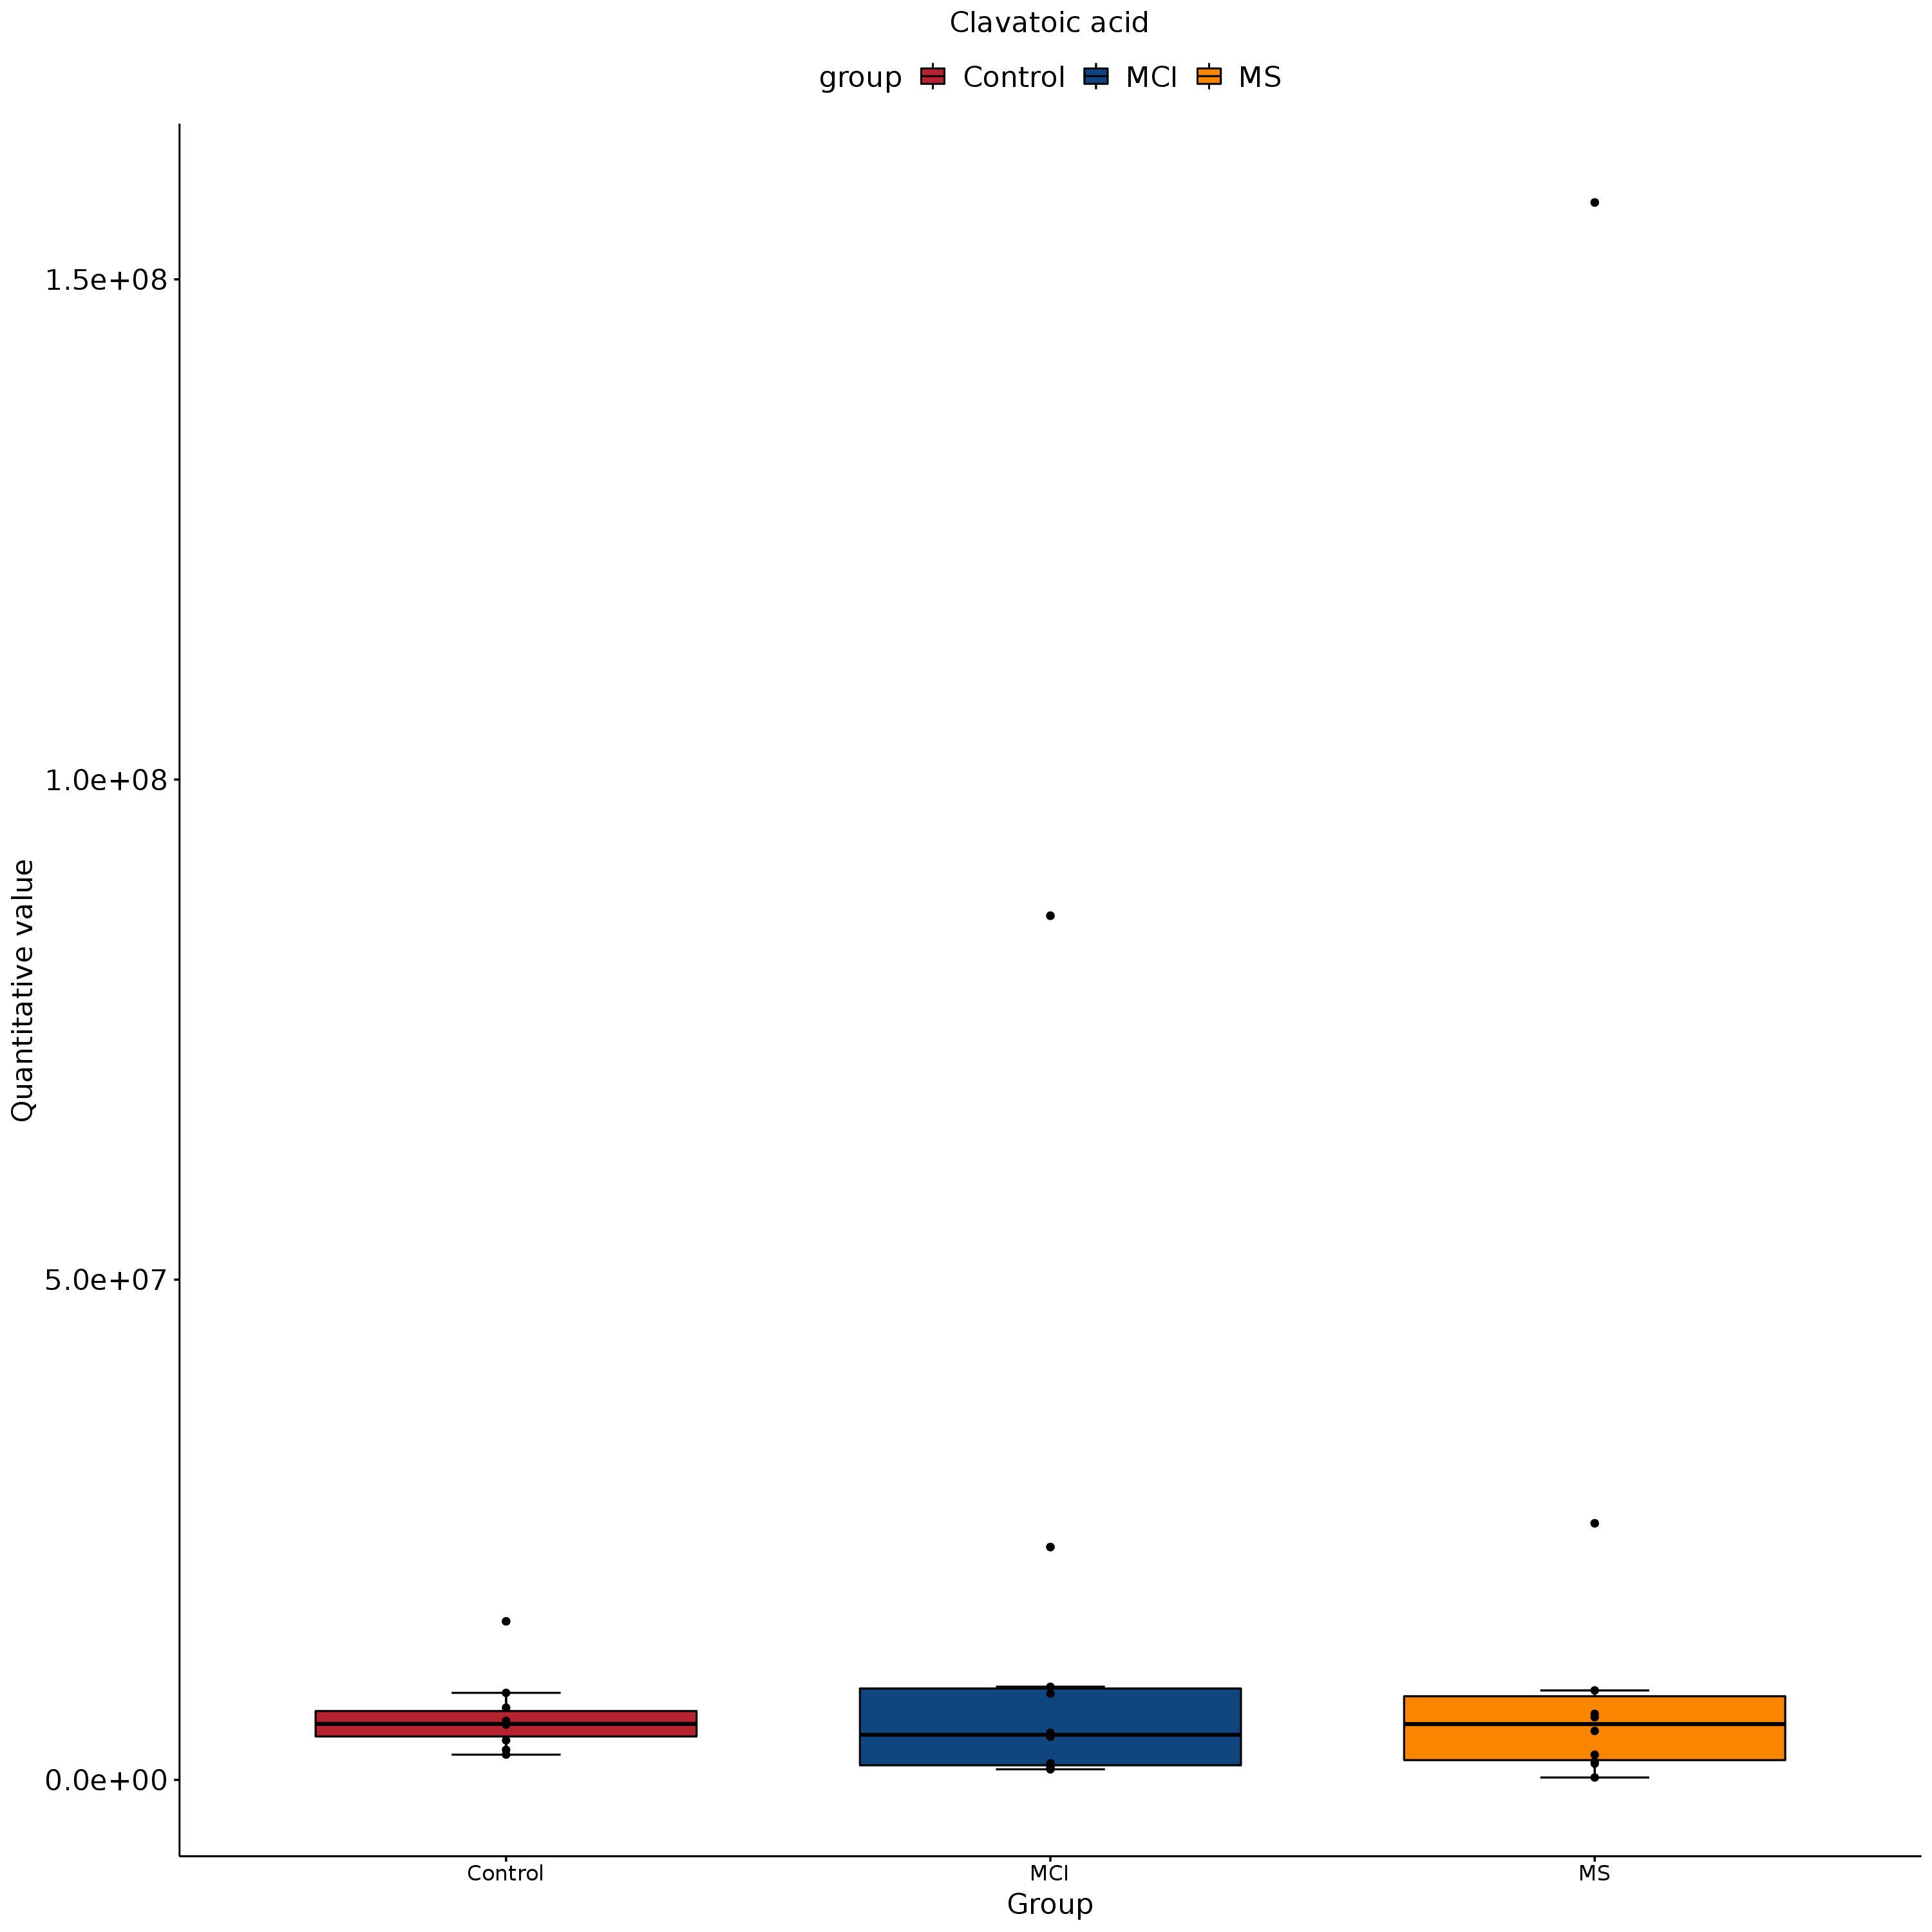 Clavatoic acid
group Control MCI MS
Quantitative value
1.5e+08
1.0e+08
5.0e+07
0.0e+00
Control MCI MS
Group